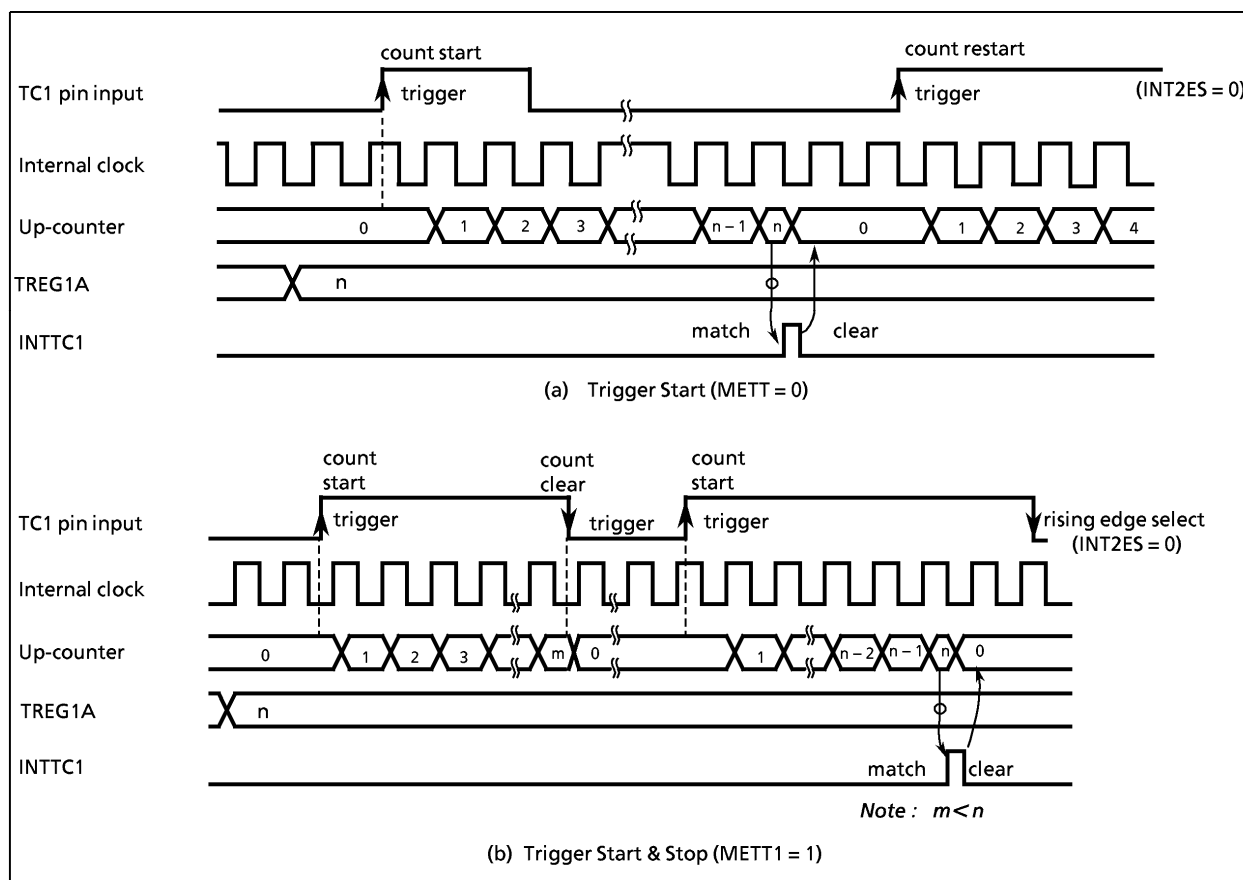 count start
count restart
TC1 pin input
trigger
trigger
(INT2ES = 0)
Internal clock
Up-counter
0
1
2
3
n – 1
n
0
1
2
3
4
TREG1A
n
INTTC1
match
clear
(a) Trigger Start (METT = 0)
count
start
count
clear
count
start
TC1 pin input
trigger
trigger
trigger
rising edge select
(INT2ES = 0)
Internal clock
Up-counter
0
1
2
3
m
0
1
n – 2
n – 1
n
0
TREG1A
n
INTTC1
match
clear
Note : m < n
(b) Trigger Start & Stop (METT1 = 1)